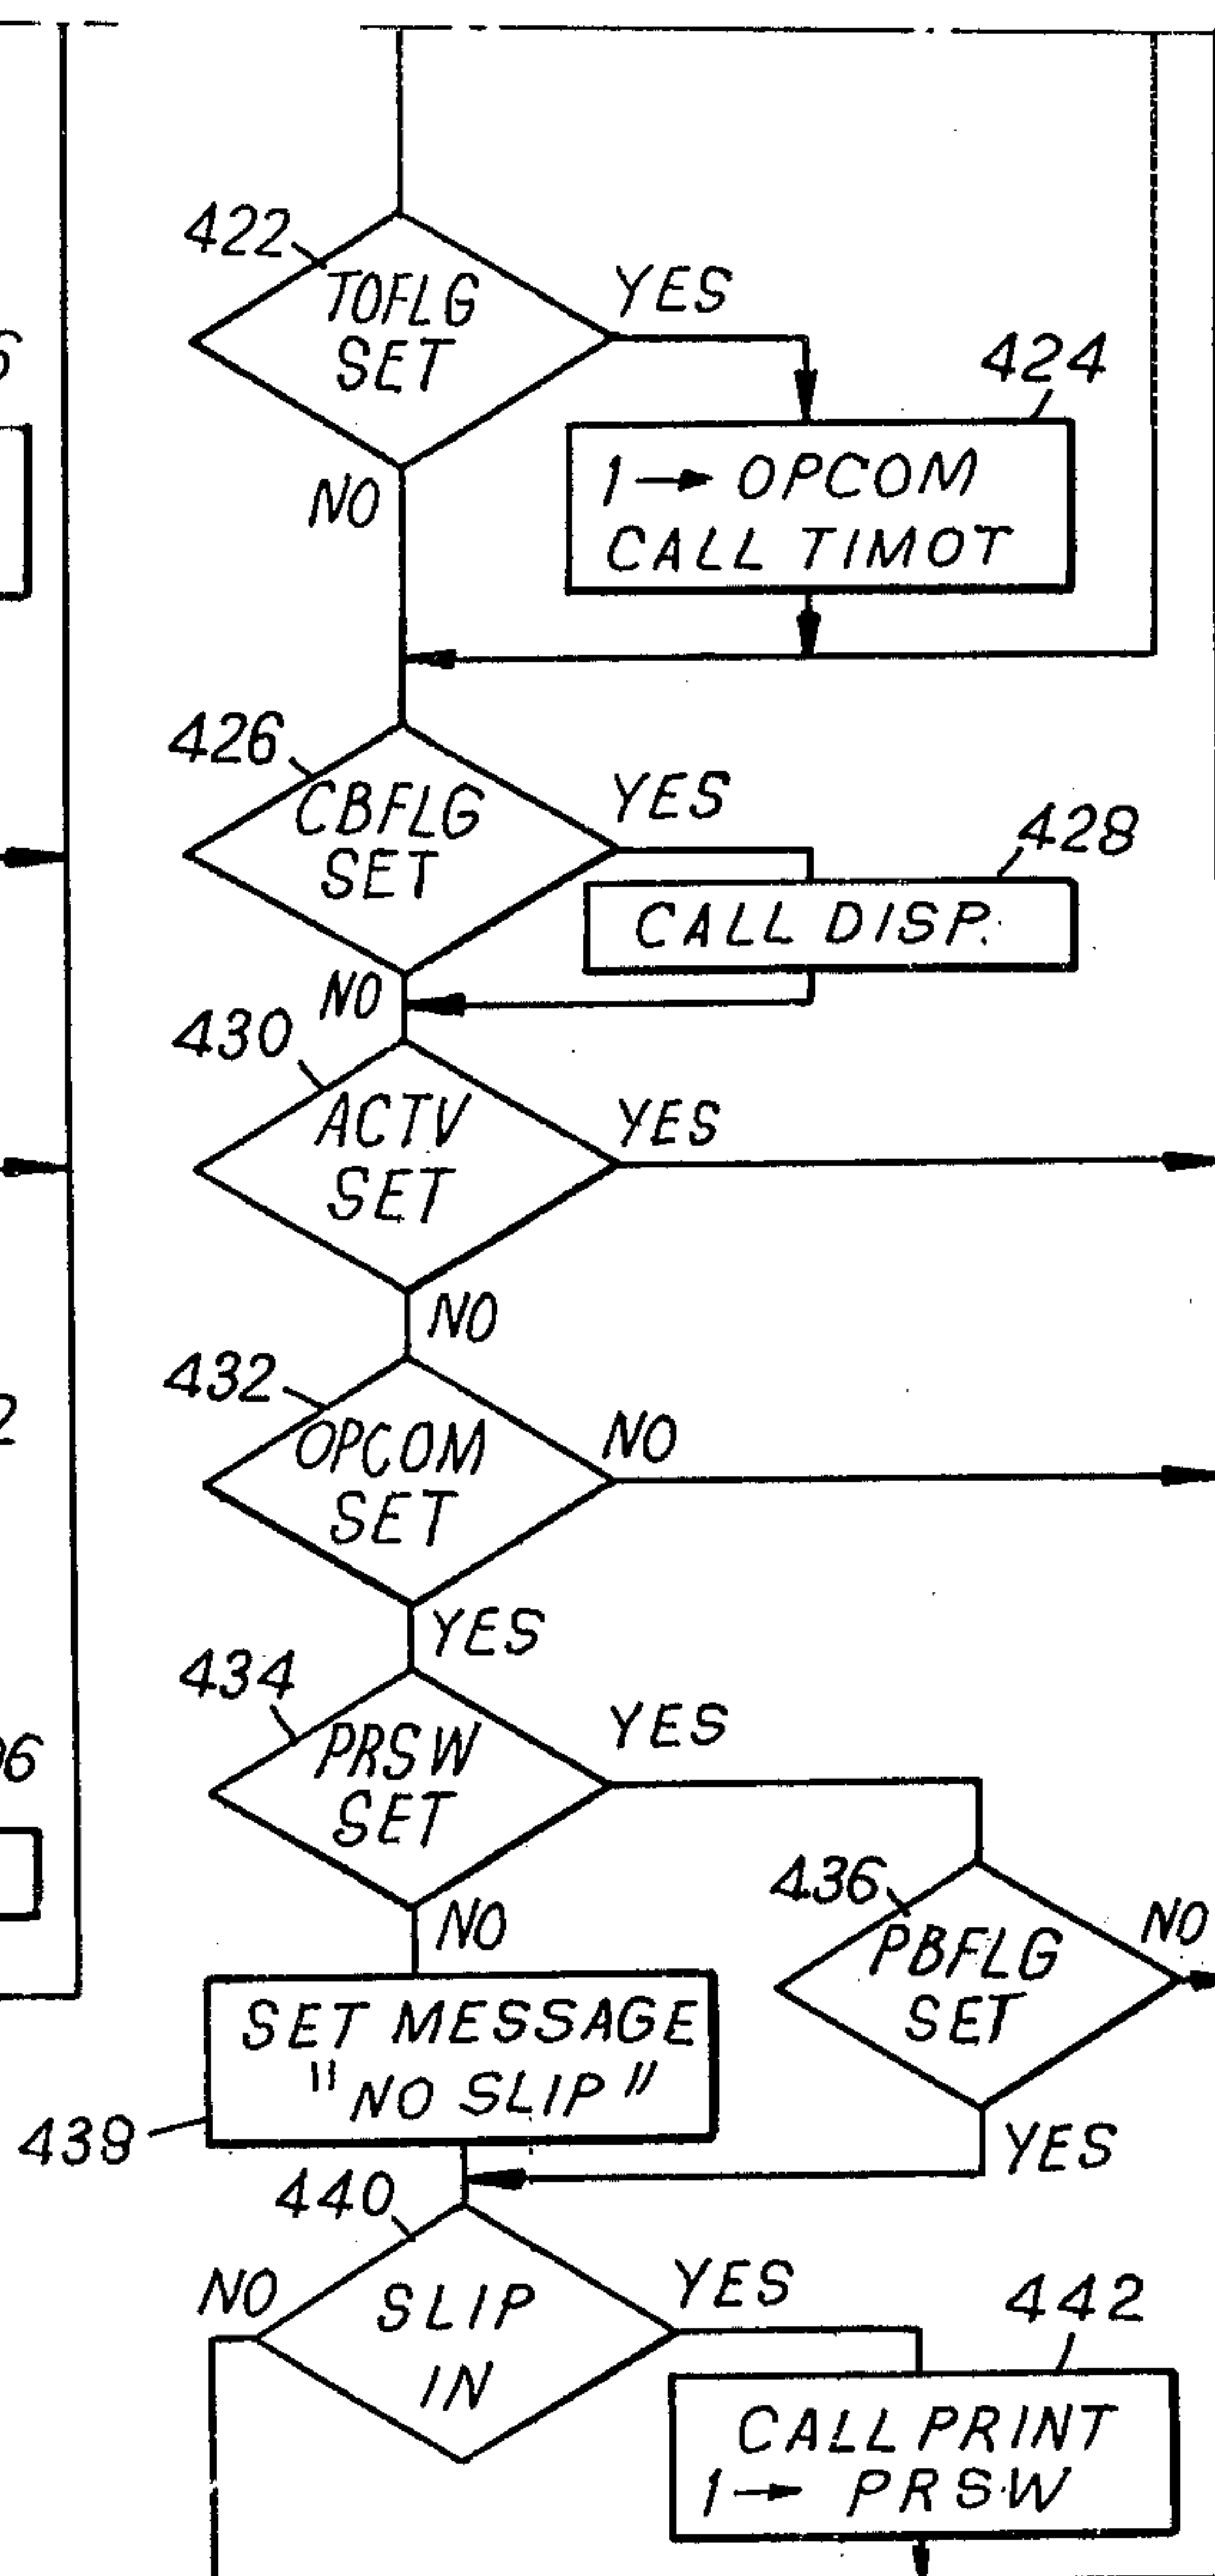 422
TOFLG
SET
YES
NO
424
1 → OPCOM
CALL TIMOT
426
CBFLG
SET
YES
NO
428
CALL DISP.
430
ACTV
SET
YES
NO
432
OPCOM
SET
NO
YES
2
434
PRSW
SET
YES
NO
06
436
PBFLG
SET
NO
YES
SET MESSAGE
"NO SLIP"
439
440
SLIP
IN
NO
YES
442
CALL PRINT
1 → PRSW